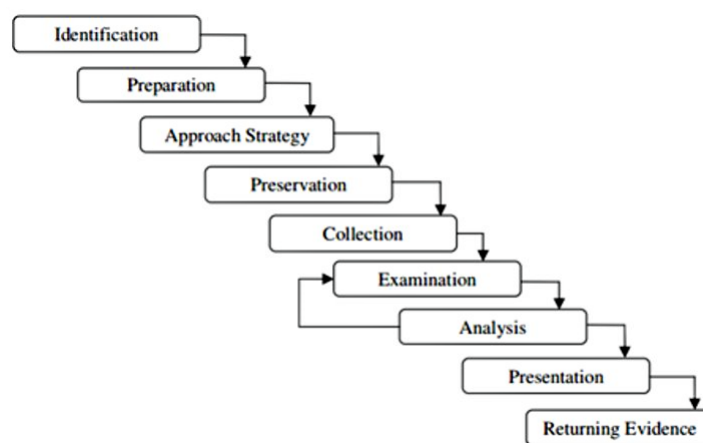 Identification
Preparation
Approach Strategy
Preservation
Collection
Examination
Analysis
Presentation
Returning Evidence